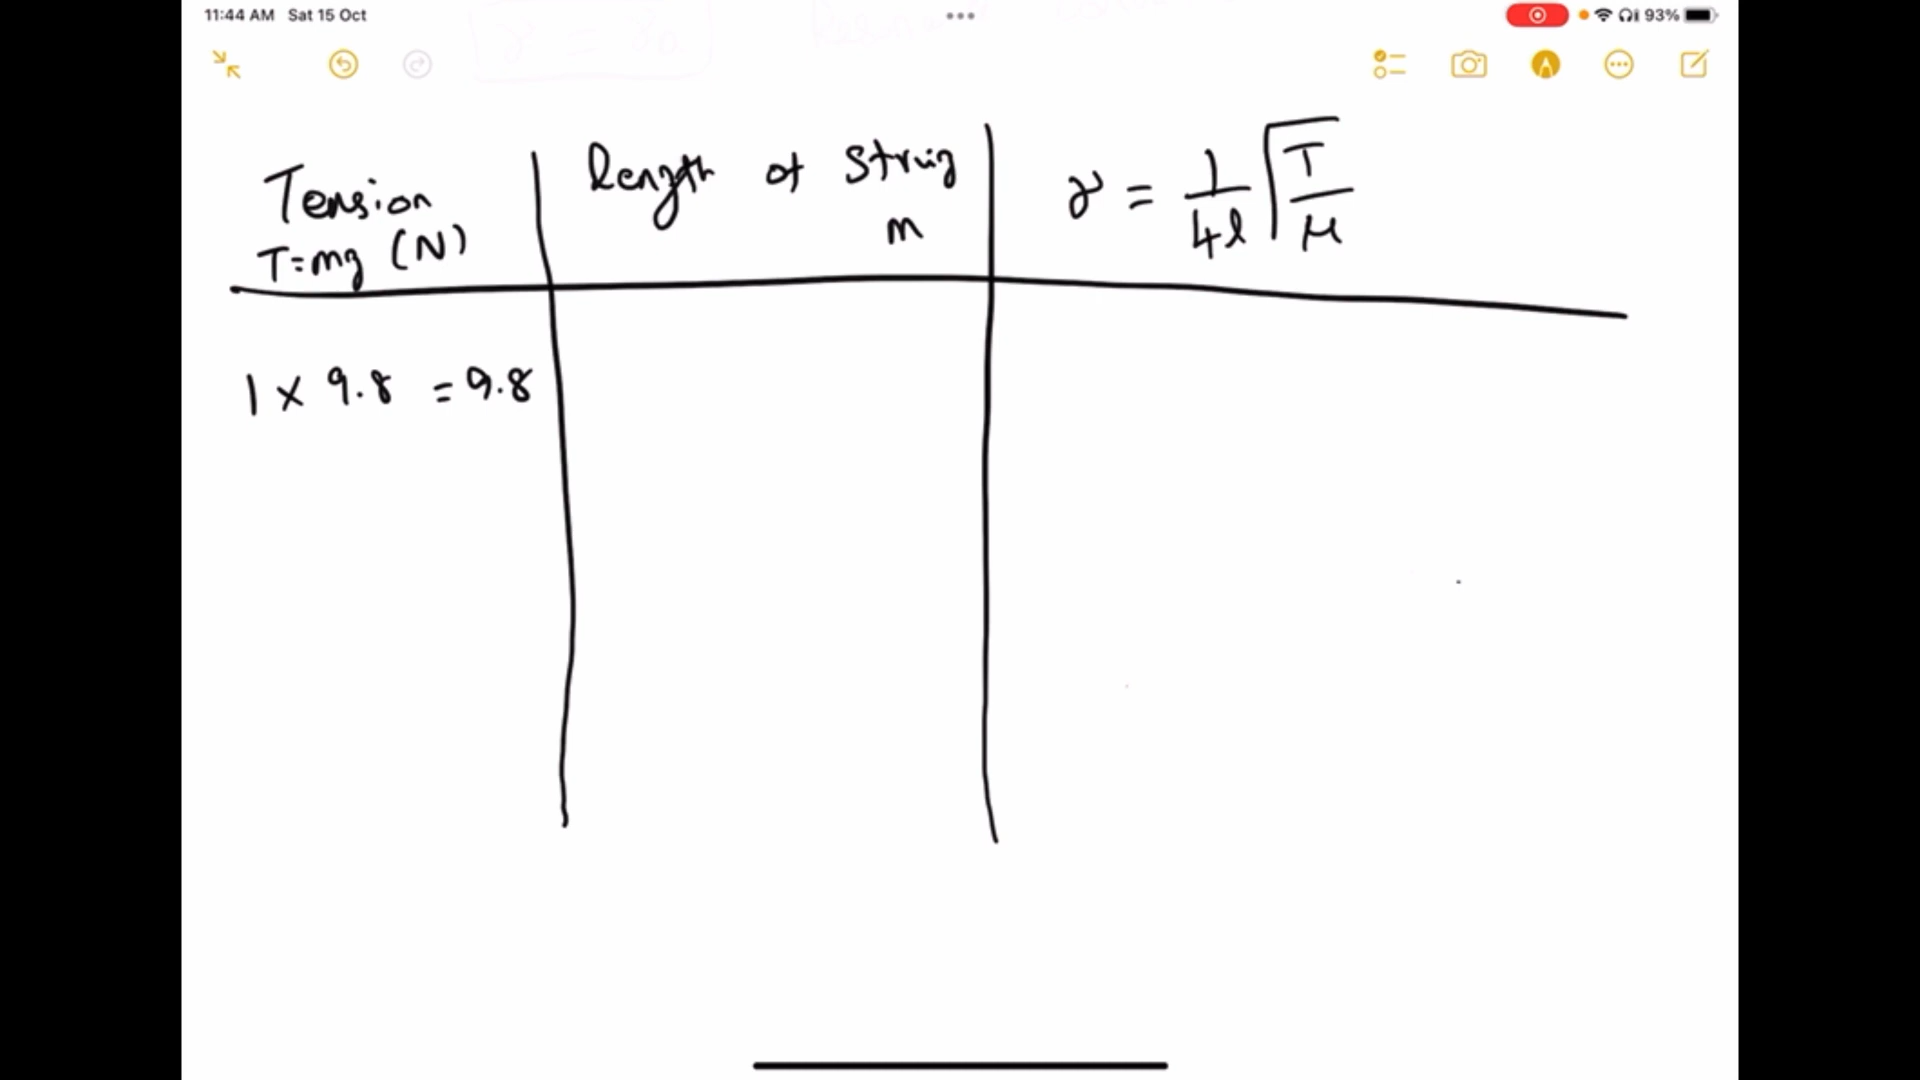 11:44 AM Sat 15 Oct
93%
Tension
T=mg (N)
length of string
m
γ = 1/4l √T/μ
1 x 9.8 = 9.8